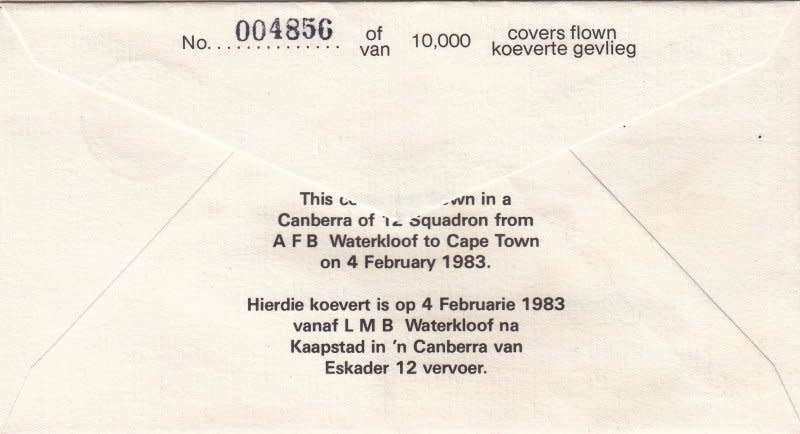 No. 004856 of van 10,000 covers flown koeverte gevlieg
This in a
Canberra of 12 Squadron from
A F B Waterkloof to Cape Town
on 4 February 1983.
Hierdie koevert is op 4 Februarie 1983
vanaf L M B Waterkloof na
Kaapstad in 'n Canberra van
Eskader 12 vervoer.